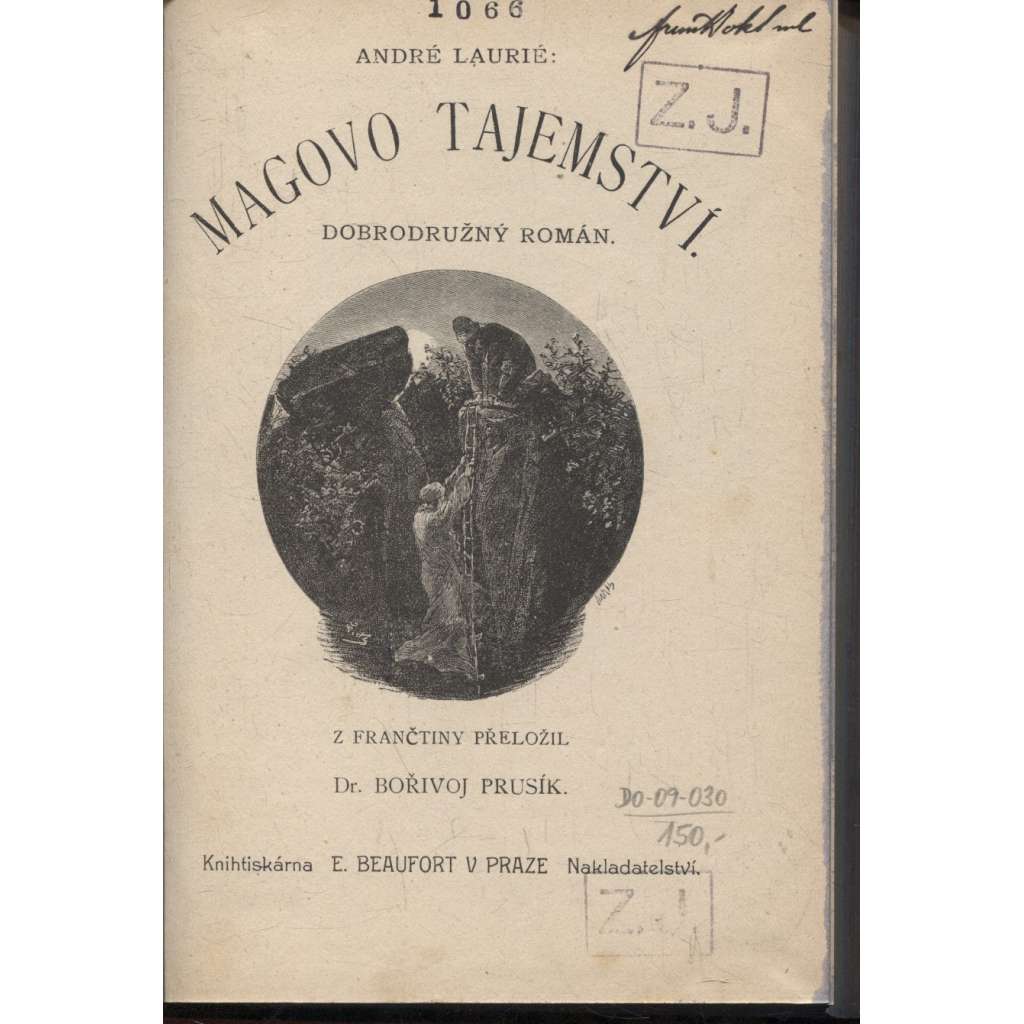 1066
ANDRÉ LAURIÉ:
Z. J.
MAGOVO TAJEMSTVÍ.
DOBRODRUŽNÝ ROMÁN.
Z FRANČTINY PŘELOŽIL
Dr. BOŘIVOJ PRUSÍK.
DO-09-030
150,-
Knihtiskárna E. BEAUFORT V PRAZE Nakladatelství.
Z. J.